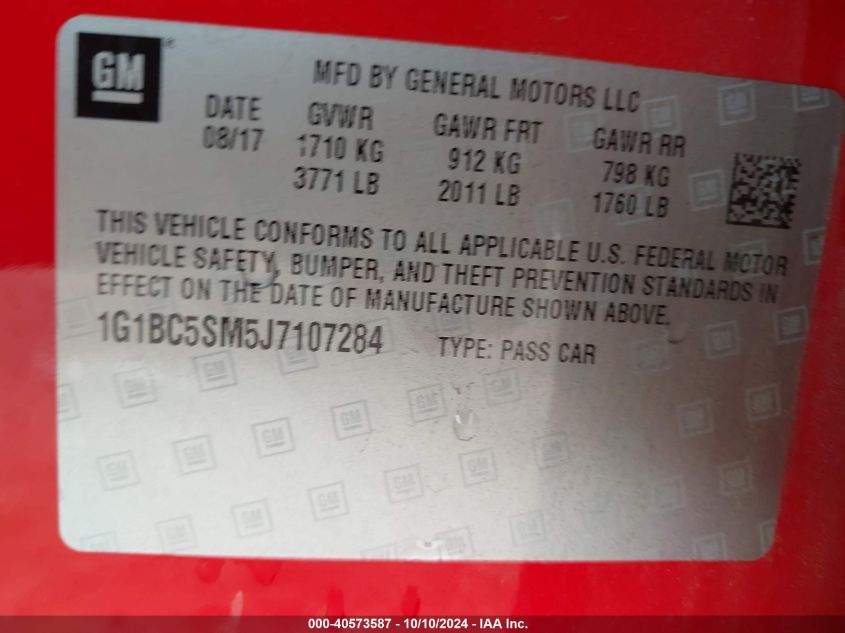 GM
MFD BY GENERAL MOTORS LLC
DATE GVWR GAWR FRT GAWR RR
08/17 1710 KG 912 KG 798 KG
3771 LB 2011 LB 1760 LB
THIS VEHICLE CONFORMS TO ALL APPLICABLE U.S. FEDERAL MOTOR
VEHICLE SAFETY, BUMPER, AND THEFT PREVENTION STANDARDS IN
EFFECT ON THE DATE OF MANUFACTURE SHOWN ABOVE.
1G1BC5SM5J7107284 TYPE: PASS CAR
000-40573587 - 10/10/2024 - IAA Inc.